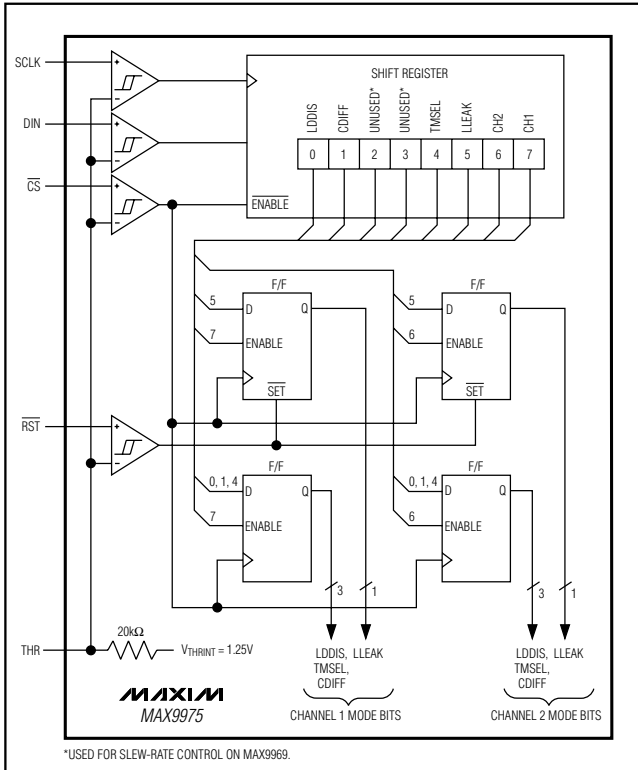 SCLK
DIN
CS
SHIFT REGISTER
LDDIS
CDIFF
UNUSED*
UNUSED*
TMSEL
LLEAK
CH2
CH1
0 1 2 3 4 5 6 7
ENABLE
F/F
5
D
Q
7
ENABLE
SET
F/F
5
D
Q
6
ENABLE
SET
RST
F/F
0, 1, 4
D
Q
7
ENABLE
F/F
0, 1, 4
D
Q
6
ENABLE
3
1
3
1
THR
20kΩ
VTHRINT = 1.25V
LDDIS, LLEAK
TMSEL,
CDIFF
LDDIS, LLEAK
TMSEL,
CDIFF
MAXIM
MAX9975
CHANNEL 1 MODE BITS
CHANNEL 2 MODE BITS
*USED FOR SLEW-RATE CONTROL ON MAX9969.